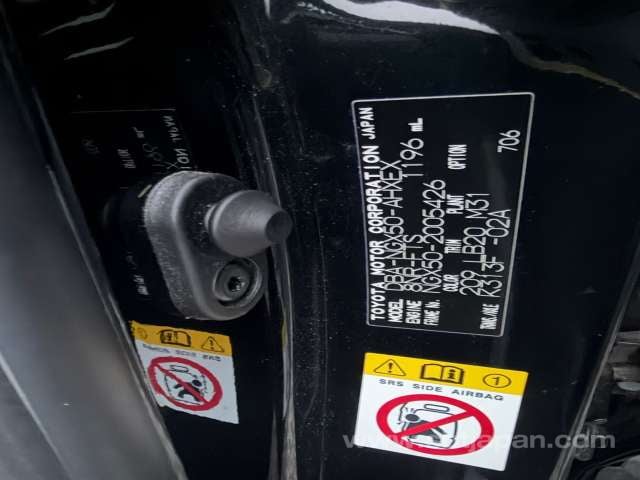 TOYOTA MOTOR CORPORATION JAPAN
MODEL DBA-NGX50-AHXEX
ENGINE 8NR-FTS 1196 mL
FRAME No. NGX50-2005426
COLOR TRIM PLANT OPTION
209 LB20 M31 706
TRANS./AXLE K313F -02A
SRS SIDE AIRBAG
1